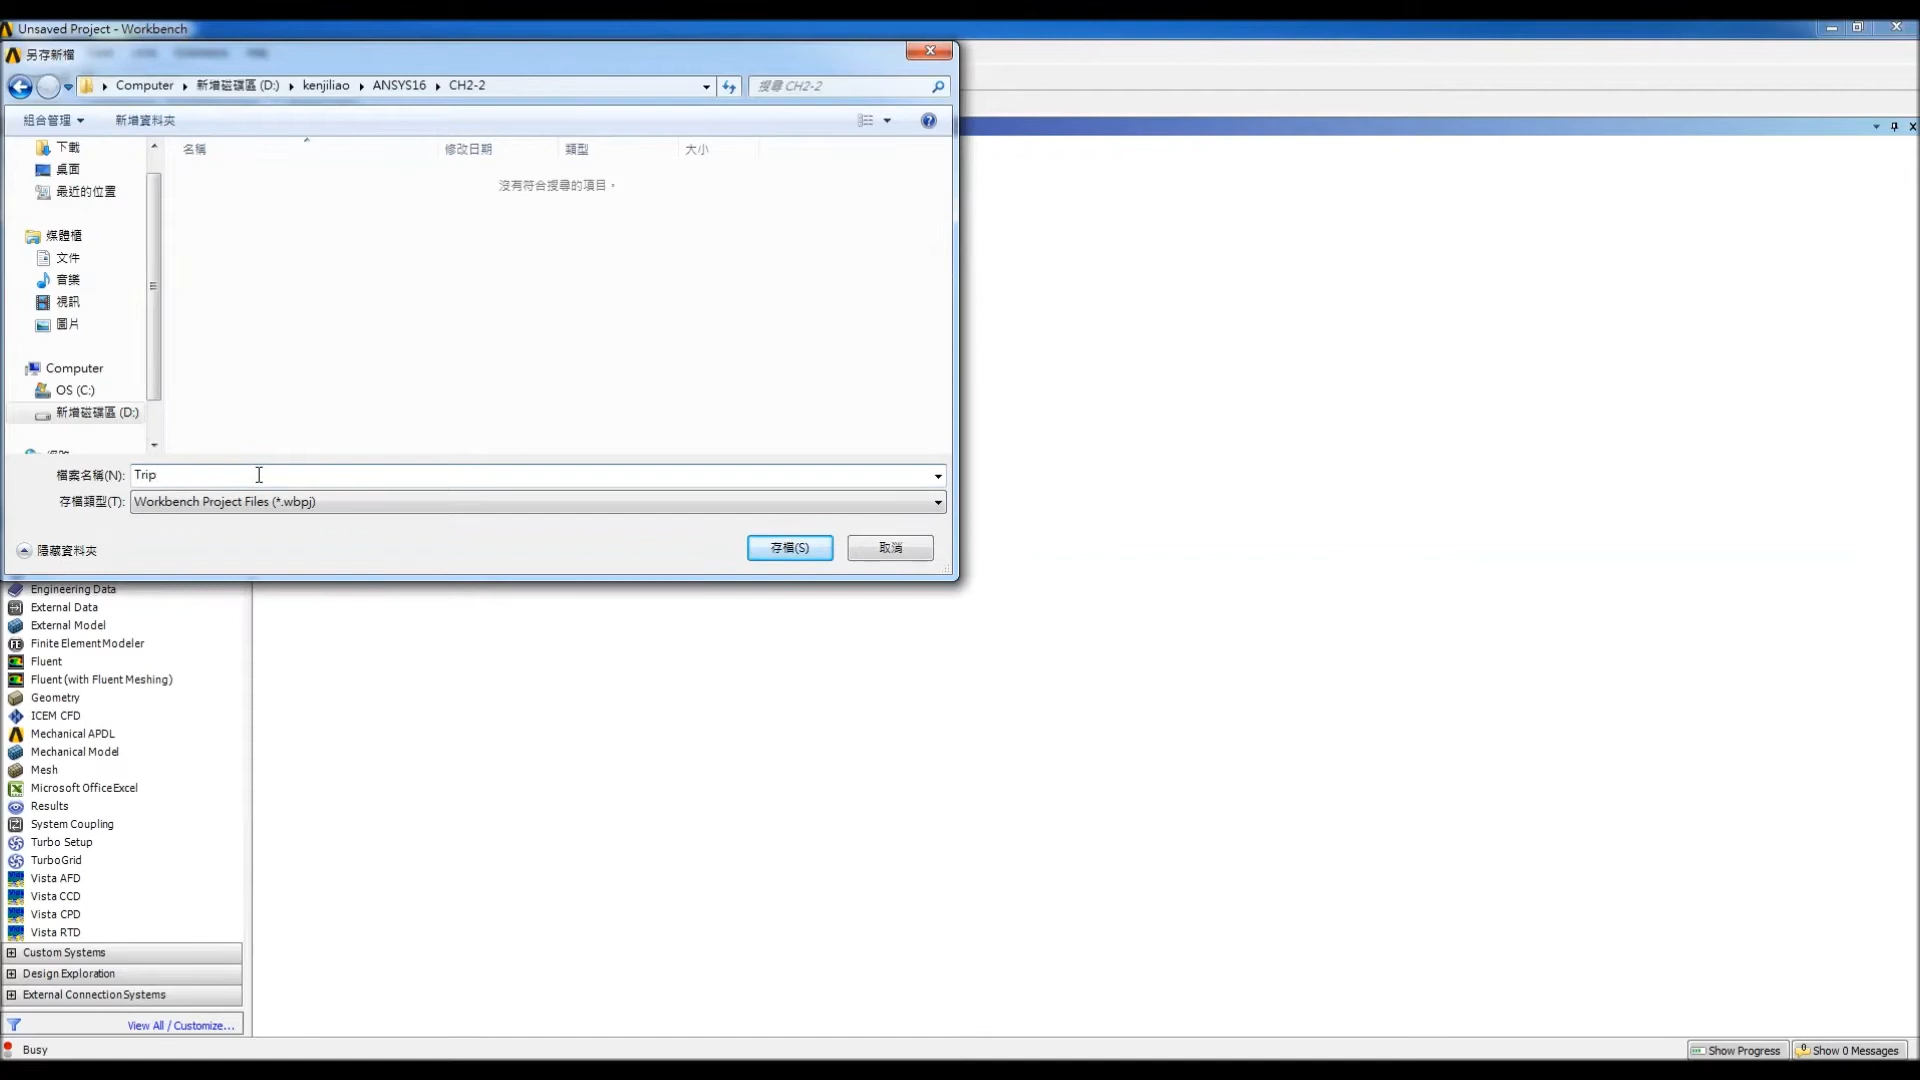 Unsaved Project - Workbench
另存新檔
Computer
新增磁碟區 (D:)
kenjiliao
ANSYS16
CH2-2
搜尋 CH2-2
組合管理
新增資料夾
下載
桌面
最近的位置
媒體櫃
文件
音樂
視訊
圖片
Computer
OS (C:)
新增磁碟區 (D:)
名稱
修改日期
類型
大小
沒有符合搜尋的項目。
檔案名稱(N):
Trip
存檔類型(T):
Workbench Project Files (*.wbpj)
隱藏資料夾
存檔(S)
取消
Engineering Data
External Data
External Model
Finite Element Modeler
Fluent
Fluent (with Fluent Meshing)
Geometry
ICEM CFD
Mechanical APDL
Mechanical Model
Mesh
Microsoft Office Excel
Results
System Coupling
Turbo Setup
TurboGrid
Vista AFD
Vista CCD
Vista CPD
Vista RTD
Custom Systems
Design Exploration
External Connection Systems
View All / Customize...
Busy
Show Progress
Show 0 Messages